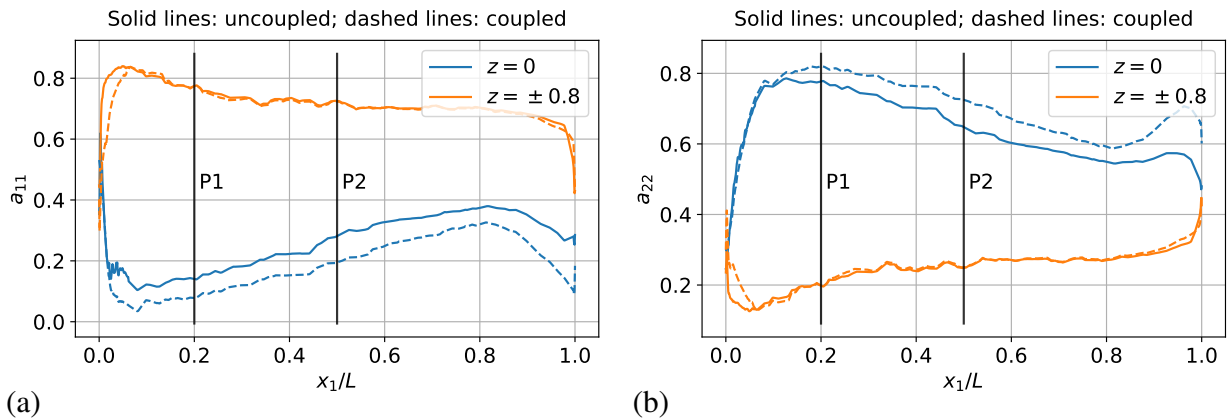 Solid lines: uncoupled; dashed lines: coupled
z = 0
z = ±0.8
P1
P2
a11
0.8
0.6
0.4
0.2
0.0
0.0 0.2 0.4 0.6 0.8 1.0
x1/L
(a)
Solid lines: uncoupled; dashed lines: coupled
z = 0
z = ±0.8
P1
P2
a22
0.8
0.6
0.4
0.2
0.0 0.2 0.4 0.6 0.8 1.0
x1/L
(b)